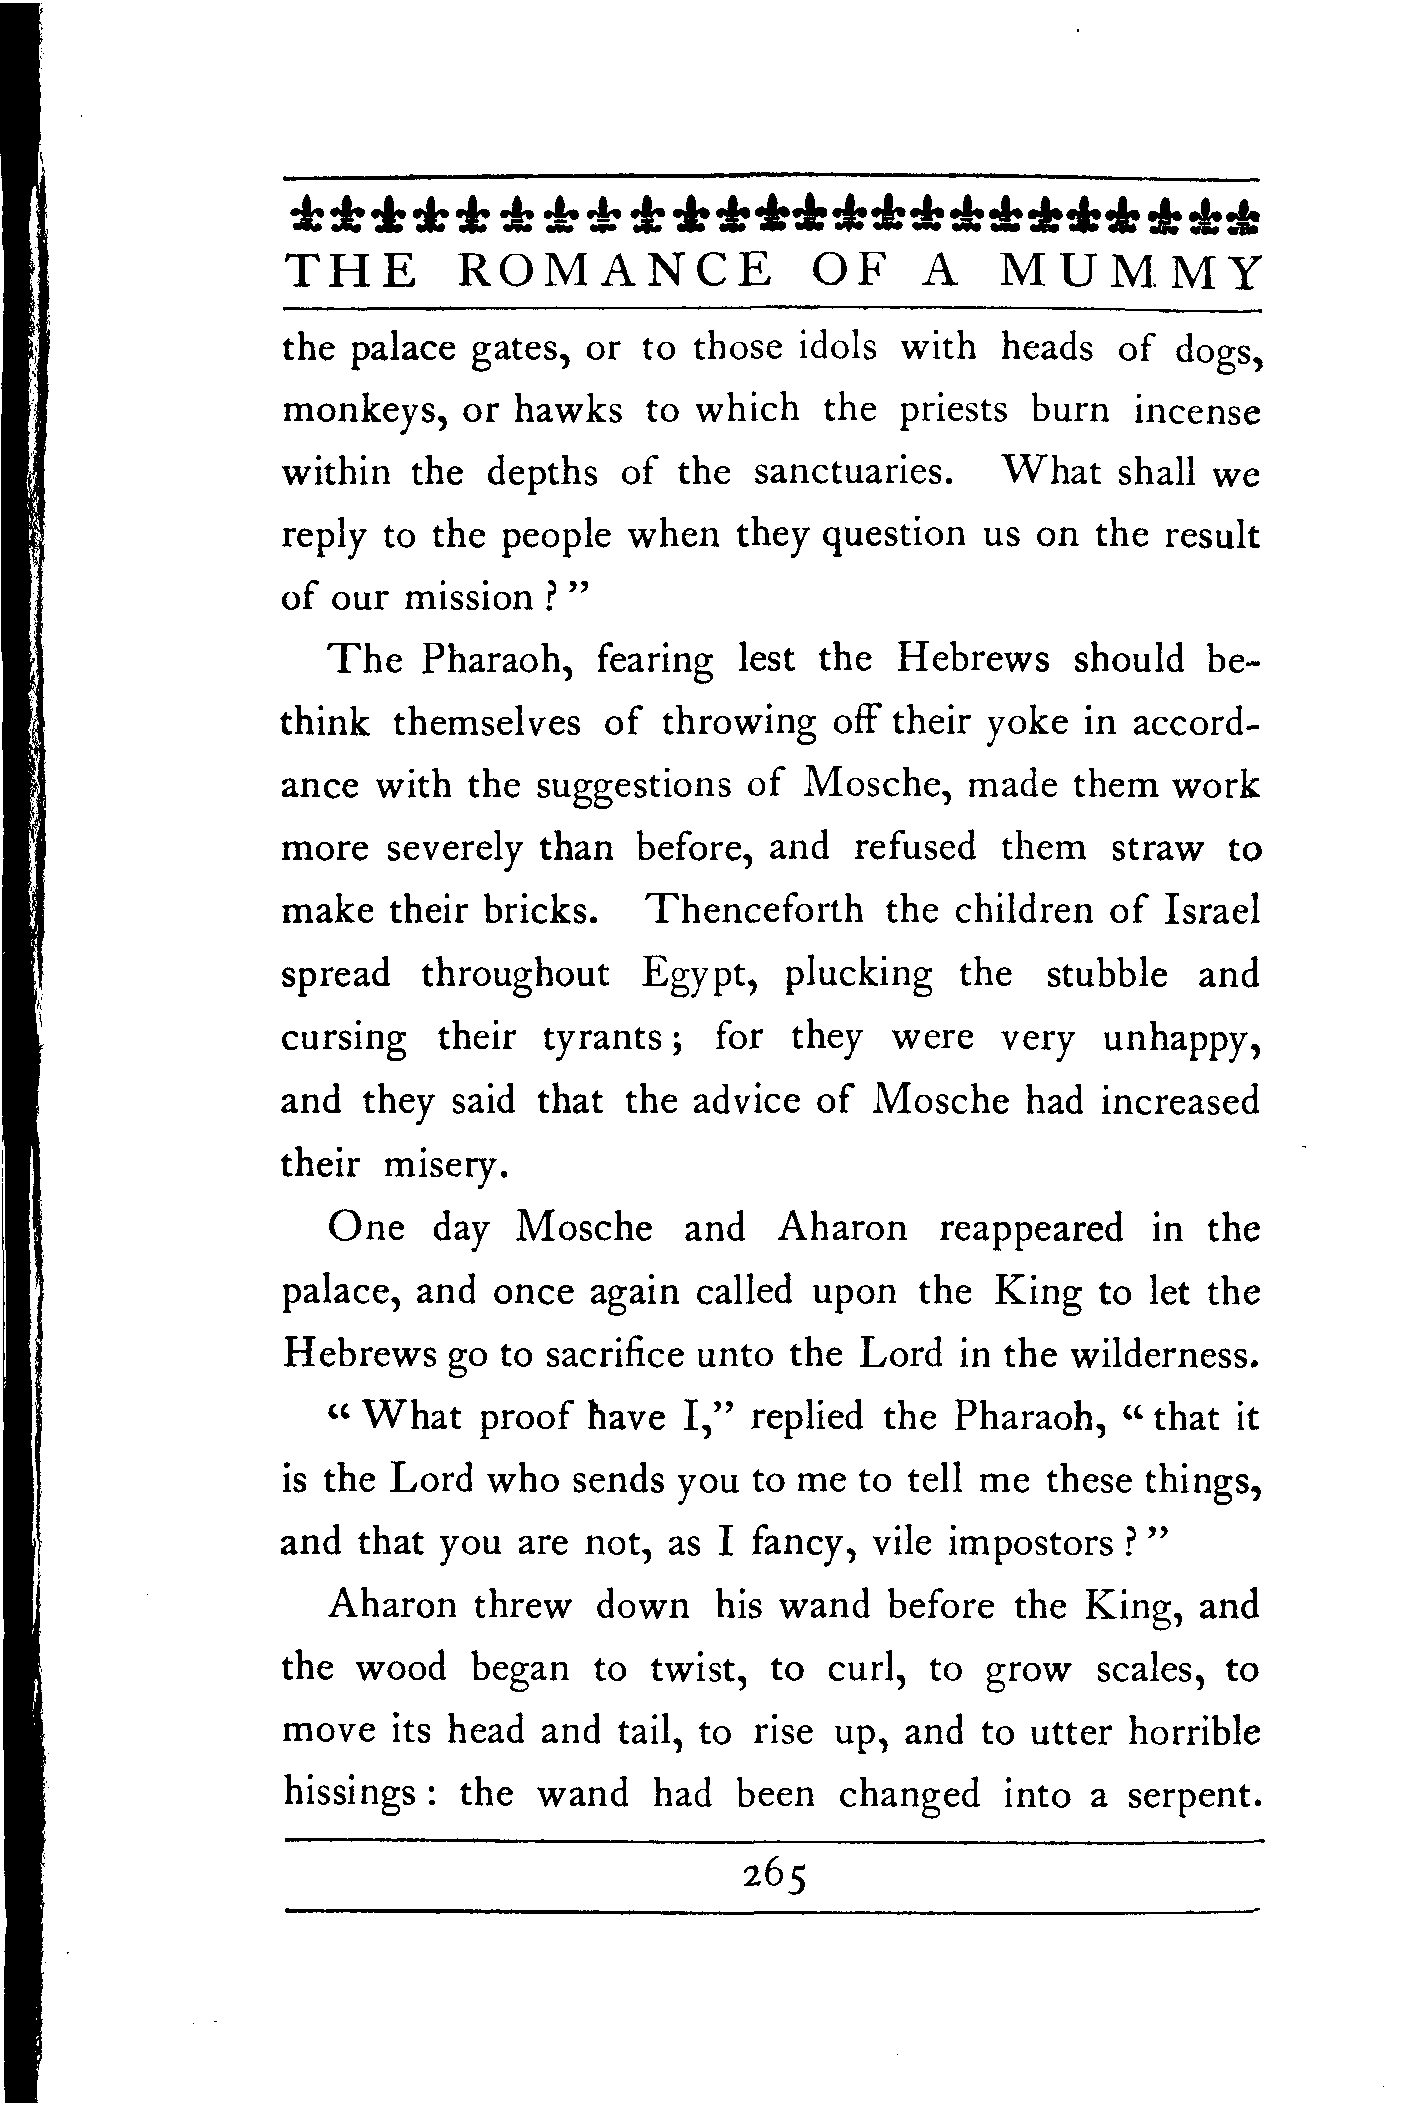 THE ROMANCE OF A MUMMY
the palace gates, or to those idols with heads of dogs,
monkeys, or hawks to which the priests burn incense
within the depths of the sanctuaries. What shall we
reply to the people when they question us on the result
of our mission ? ”
The Pharaoh, fearing lest the Hebrews should be-
think themselves of throwing off their yoke in accord-
ance with the suggestions of Mosche, made them work
more severely than before, and refused them straw to
make their bricks. Thenceforth the children of Israel
spread throughout Egypt, plucking the stubble and
cursing their tyrants ; for they were very unhappy,
and they said that the advice of Mosche had increased
their misery.
One day Mosche and Aharon reappeared in the
palace, and once again called upon the King to let the
Hebrews go to sacrifice unto the Lord in the wilderness.
“ What proof have I,” replied the Pharaoh, “ that it
is the Lord who sends you to me to tell me these things,
and that you are not, as I fancy, vile impostors ? ”
Aharon threw down his wand before the King, and
the wood began to twist, to curl, to grow scales, to
move its head and tail, to rise up, and to utter horrible
hissings : the wand had been changed into a serpent.
265